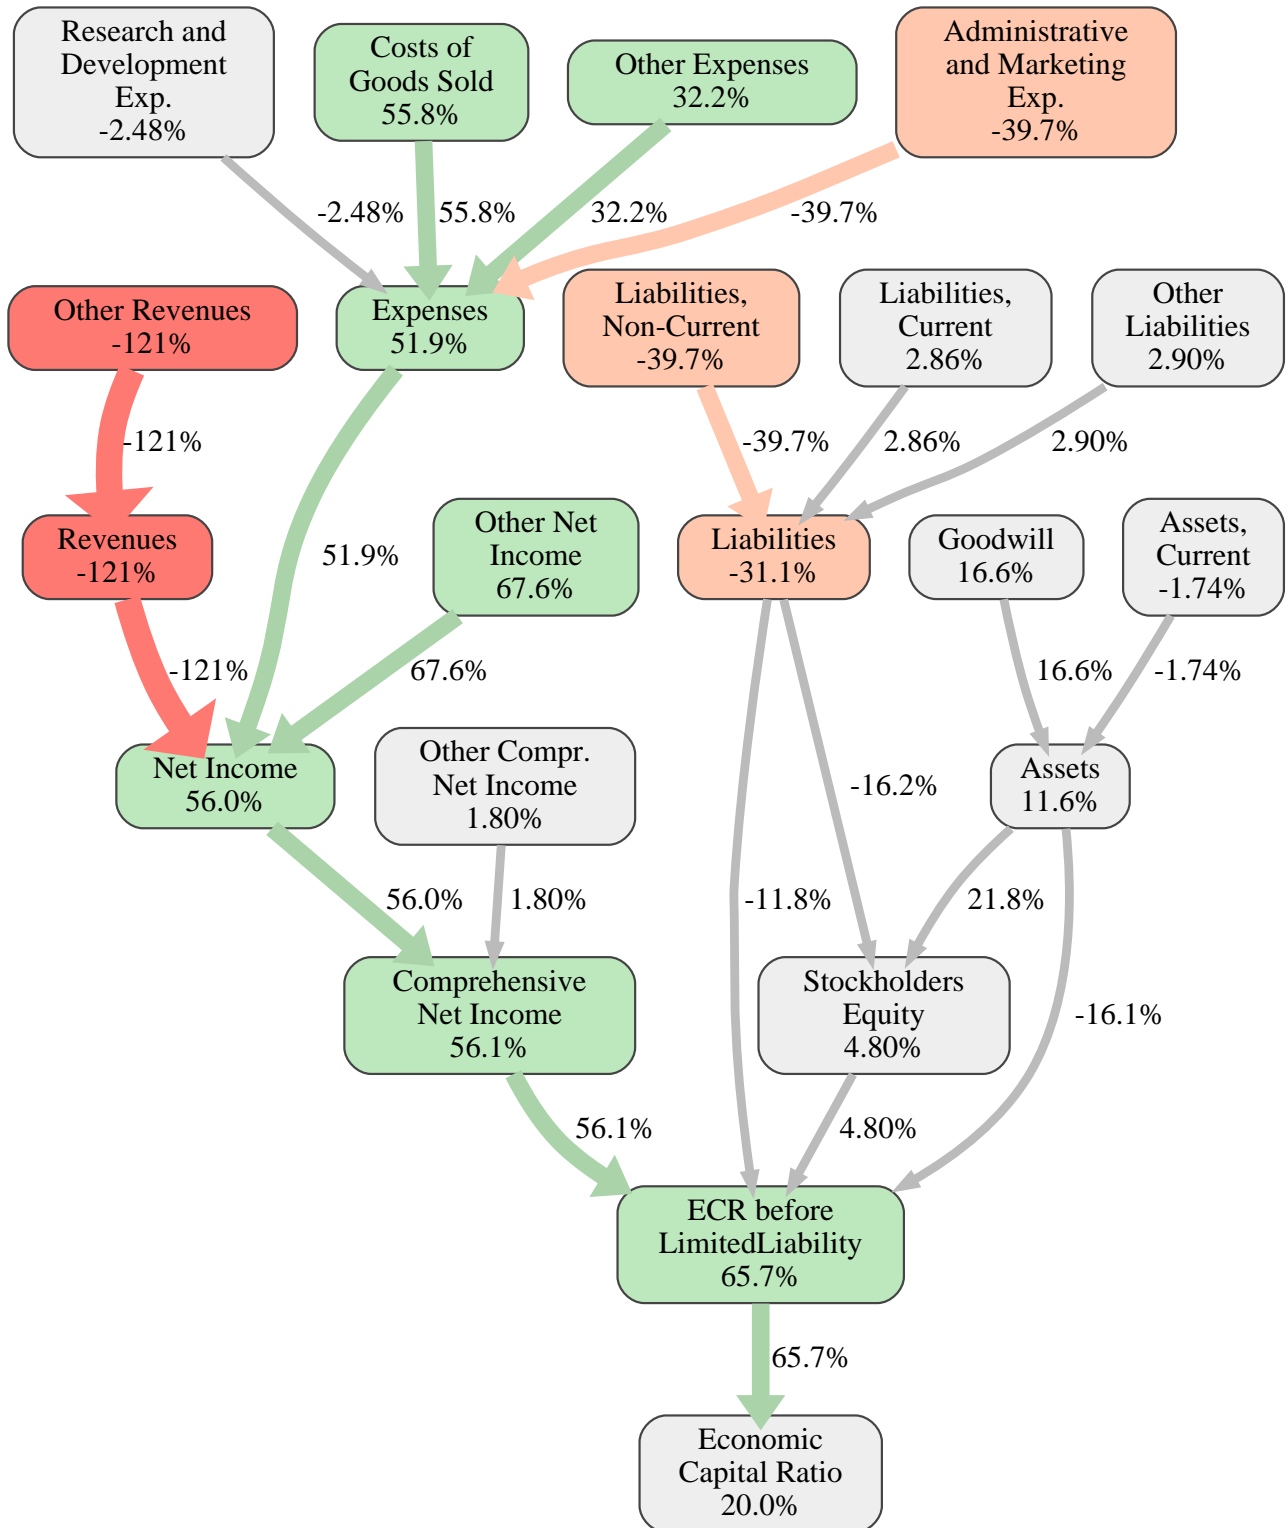 Research and
Development
Exp.
-2.48%
Costs of
Goods Sold
55.8%
Other Expenses
32.2%
Administrative
and Marketing
Exp.
-39.7%
-2.48%
55.8%
32.2%
-39.7%
Other Revenues
-121%
Expenses
51.9%
Liabilities,
Non-Current
-39.7%
Liabilities,
Current
2.86%
Other
Liabilities
2.90%
-121%
-39.7%
2.86%
2.90%
Revenues
-121%
51.9%
Other Net
Income
67.6%
Liabilities
-31.1%
Goodwill
16.6%
Assets,
Current
-1.74%
-121%
67.6%
16.6%
-1.74%
Net Income
56.0%
Other Compr.
Net Income
1.80%
-16.2%
Assets
11.6%
56.0%
1.80%
-11.8%
21.8%
Comprehensive
Net Income
56.1%
Stockholders
Equity
4.80%
-16.1%
56.1%
4.80%
ECR before
LimitedLiability
65.7%
65.7%
Economic
Capital Ratio
20.0%